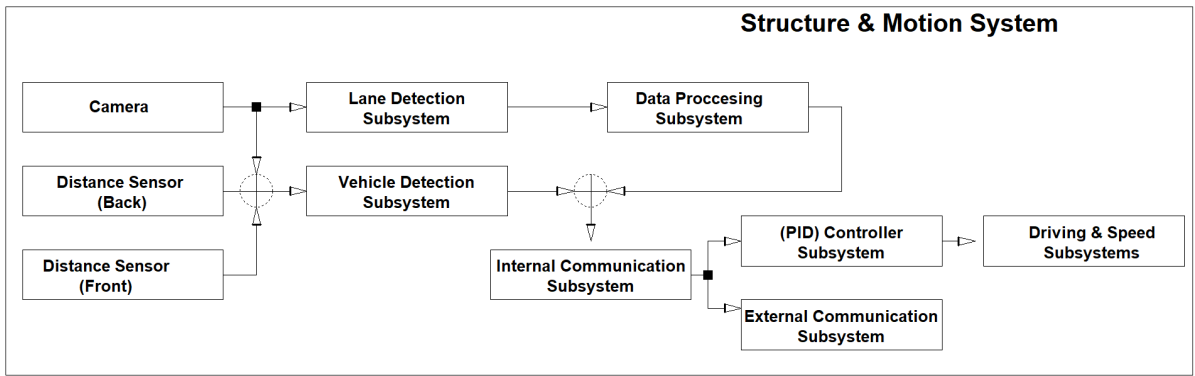 Structure & Motion System
Camera
Lane Detection
Subsystem
Data Proccesing
Subsystem
Distance Sensor
(Back)
Vehicle Detection
Subsystem
Distance Sensor
(Front)
Internal Communication
Subsystem
(PID) Controller
Subsystem
Driving & Speed
Subsystems
External Communication
Subsystem